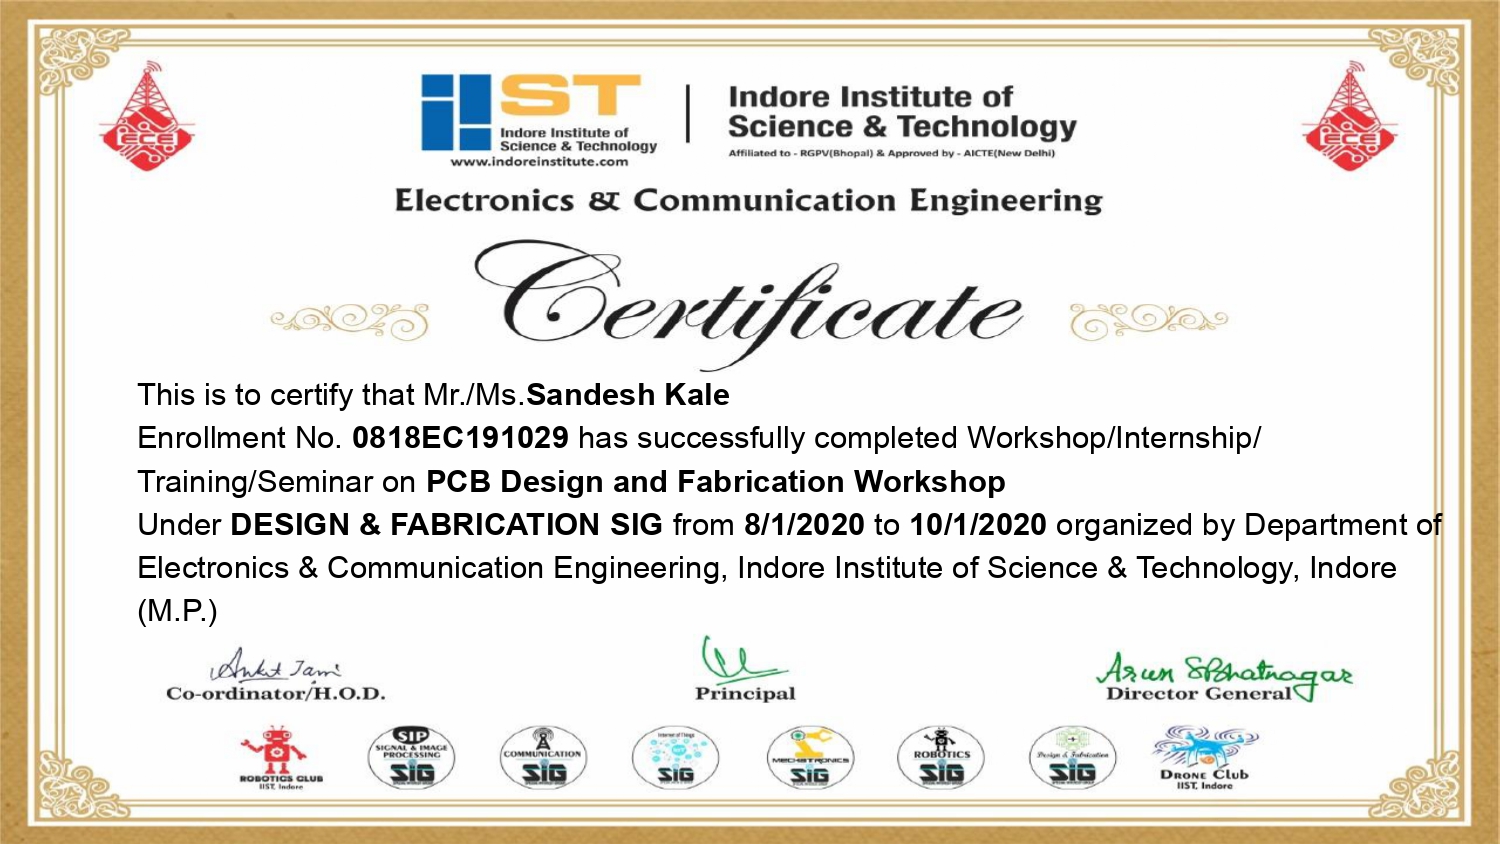 IIST
Indore Institute of
Science & Technology
www.indoreinstitute.com
Indore Institute of
Science & Technology
Affiliated to - RGPV(Bhopal) & Approved by - AICTE(New Delhi)
ECE
ECE
Electronics & Communication Engineering
Certificate
This is to certify that Mr./Ms.Sandesh Kale
Enrollment No. 0818EC191029 has successfully completed Workshop/Internship/
Training/Seminar on PCB Design and Fabrication Workshop
Under DESIGN & FABRICATION SIG from 8/1/2020 to 10/1/2020 organized by Department of
Electronics & Communication Engineering, Indore Institute of Science & Technology, Indore
(M.P.)
Co-ordinator/H.O.D.
Principal
Arun S Bhatnagar
Director General
ROBOTICS CLUB
IIST, Indore
SIP
SIGNAL & IMAGE
PROCESSING
SIG
COMMUNICATION
SIG
Internet of Things
SIG
MECHATRONICS
SIG
ROBOTICS
SIG
Design & Fabrication
SIG
DRONE CLUB
IIST, Indore